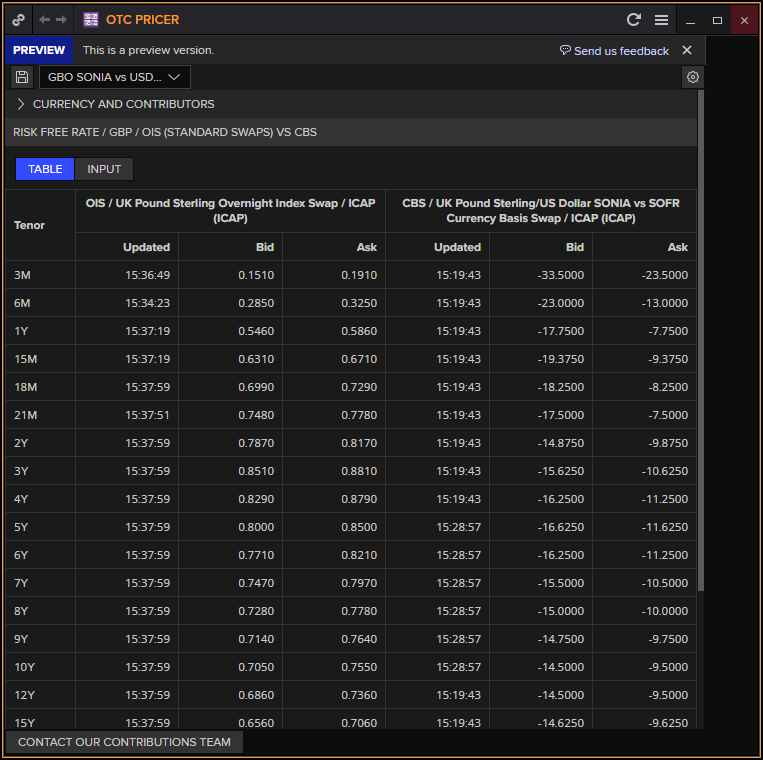 OTC PRICER
PREVIEW This is a preview version. Send us feedback
GBO SONIA vs USD...
CURRENCY AND CONTRIBUTORS
RISK FREE RATE / GBP / OIS (STANDARD SWAPS) VS CBS
TABLE INPUT
Tenor
OIS / UK Pound Sterling Overnight Index Swap / ICAP
(ICAP)
CBS / UK Pound Sterling/US Dollar SONIA vs SOFR
Currency Basis Swap / ICAP (ICAP)
Updated Bid Ask Updated Bid Ask
3M 15:36:49 0.1510 0.1910 15:19:43 -33.5000 -23.5000
6M 15:34:23 0.2850 0.3250 15:19:43 -23.0000 -13.0000
1Y 15:37:19 0.5460 0.5860 15:19:43 -17.7500 -7.7500
15M 15:37:19 0.6310 0.6710 15:19:43 -19.3750 -9.3750
18M 15:37:59 0.6990 0.7290 15:19:43 -18.2500 -8.2500
21M 15:37:51 0.7480 0.7780 15:19:43 -17.5000 -7.5000
2Y 15:37:59 0.7870 0.8170 15:19:43 -14.8750 -9.8750
3Y 15:37:59 0.8510 0.8810 15:19:43 -15.6250 -10.6250
4Y 15:37:59 0.8290 0.8790 15:19:43 -16.2500 -11.2500
5Y 15:37:59 0.8000 0.8500 15:28:57 -16.6250 -11.6250
6Y 15:37:59 0.7710 0.8210 15:28:57 -16.2500 -11.2500
7Y 15:37:59 0.7470 0.7970 15:28:57 -15.5000 -10.5000
8Y 15:37:59 0.7280 0.7780 15:28:57 -15.0000 -10.0000
9Y 15:37:59 0.7140 0.7640 15:28:57 -14.7500 -9.7500
10Y 15:37:59 0.7050 0.7550 15:28:57 -14.5000 -9.5000
12Y 15:37:59 0.6860 0.7360 15:19:43 -14.5000 -9.5000
15Y 15:37:59 0.6560 0.7060 15:19:43 -14.6250 -9.6250
CONTACT OUR CONTRIBUTIONS TEAM